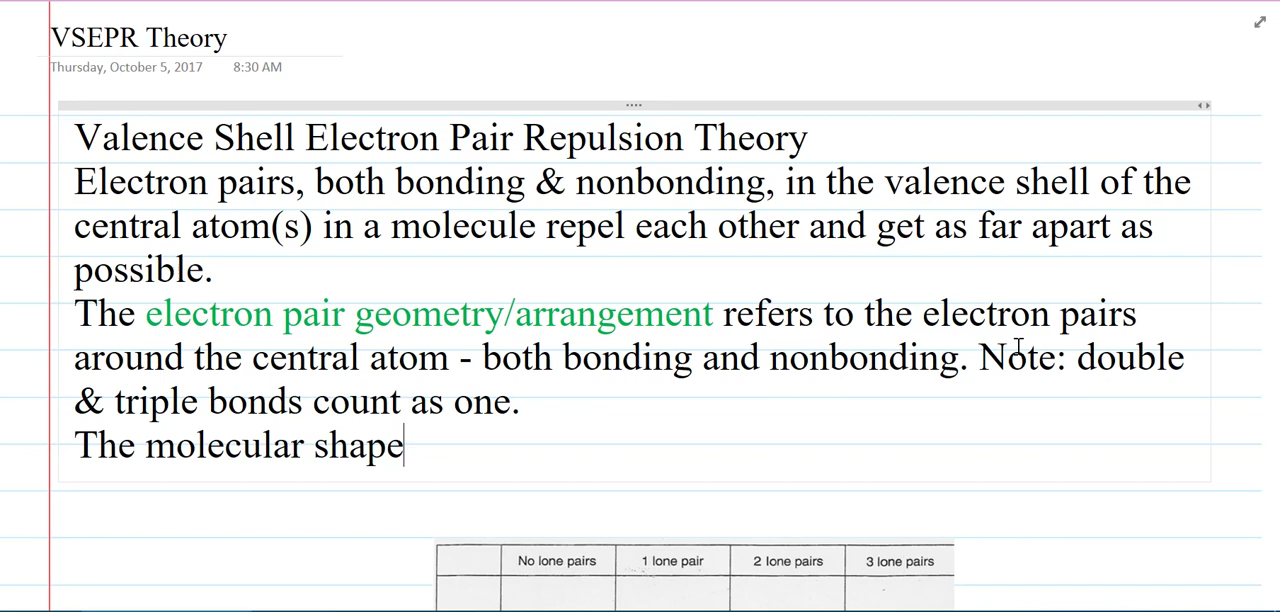 VSEPR Theory
Thursday, October 5, 2017 8:30 AM
Valence Shell Electron Pair Repulsion Theory
Electron pairs, both bonding & nonbonding, in the valence shell of the
central atom(s) in a molecule repel each other and get as far apart as
possible.
The electron pair geometry/arrangement refers to the electron pairs
around the central atom - both bonding and nonbonding. Note: double
& triple bonds count as one.
The molecular shape
No lone pairs 1 lone pair 2 lone pairs 3 lone pairs